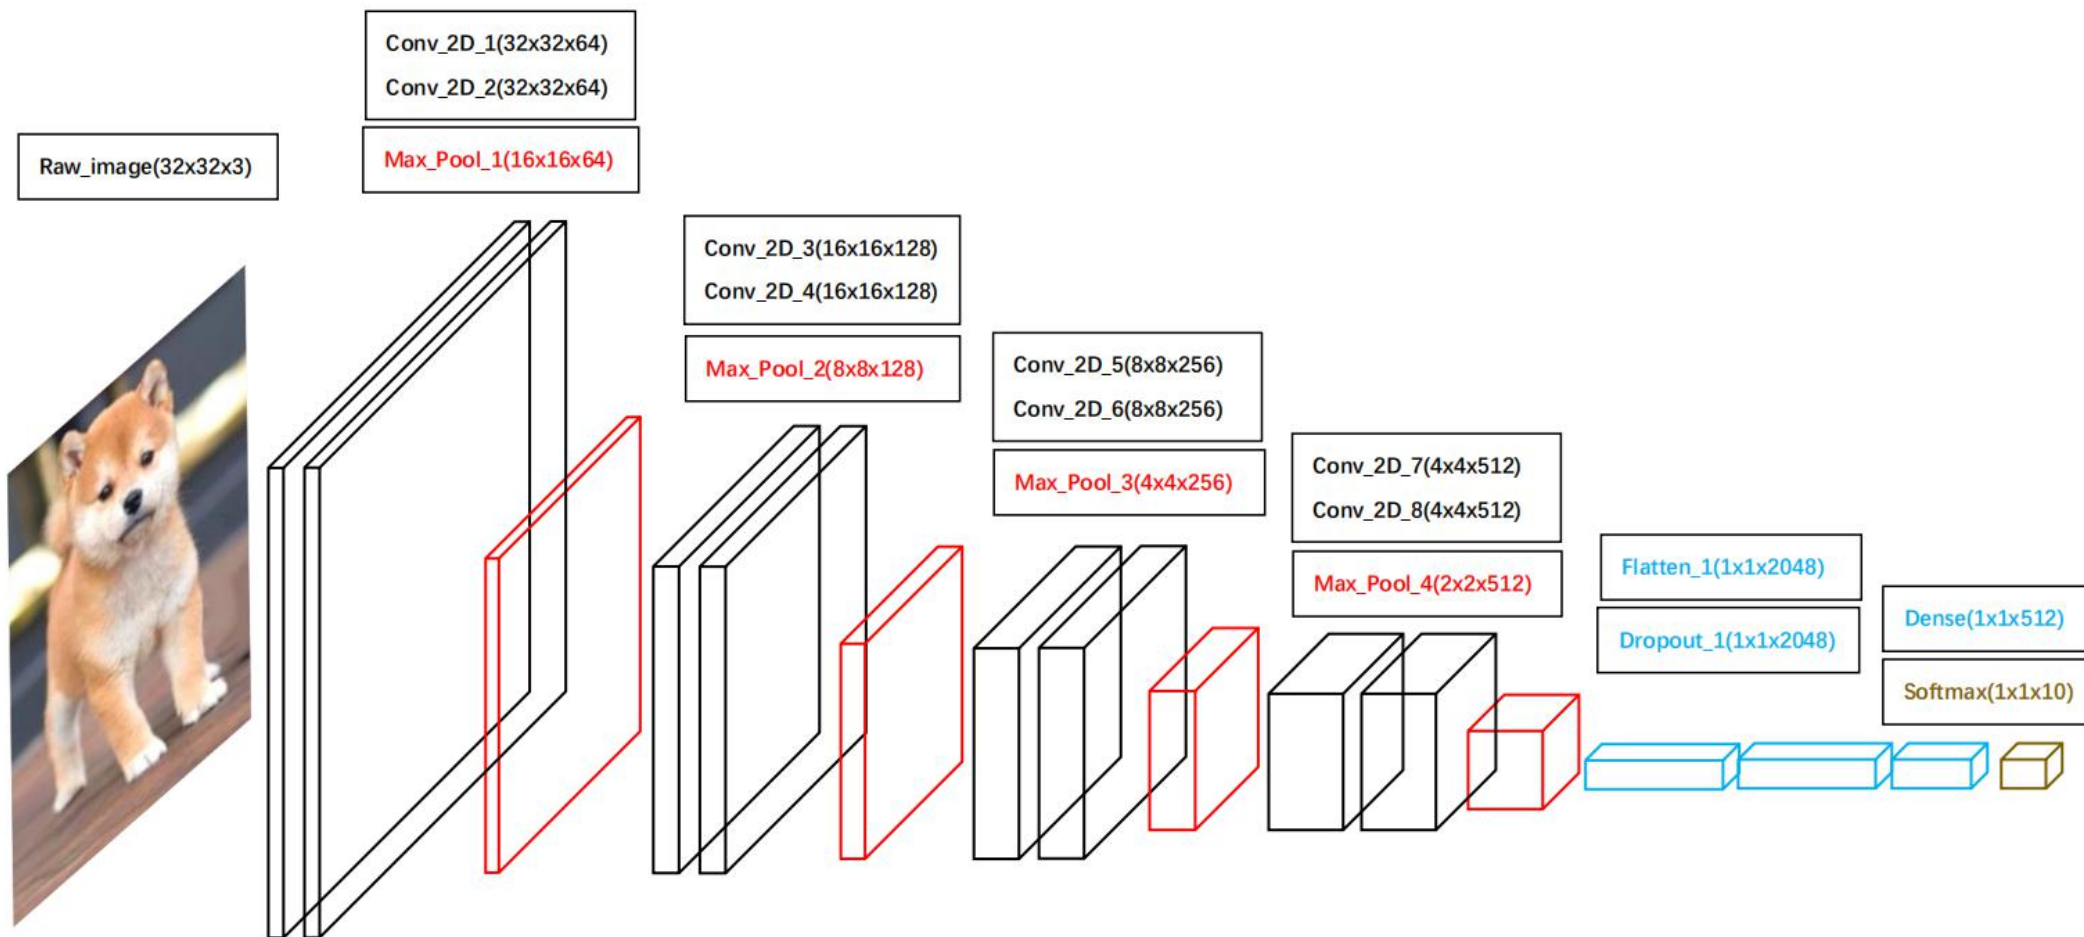 Raw_image(32x32x3)
Conv_2D_1(32x32x64)
Conv_2D_2(32x32x64)
Max_Pool_1(16x16x64)
Conv_2D_3(16x16x128)
Conv_2D_4(16x16x128)
Max_Pool_2(8x8x128)
Conv_2D_5(8x8x256)
Conv_2D_6(8x8x256)
Max_Pool_3(4x4x256)
Conv_2D_7(4x4x512)
Conv_2D_8(4x4x512)
Max_Pool_4(2x2x512)
Flatten_1(1x1x2048)
Dropout_1(1x1x2048)
Dense(1x1x512)
Softmax(1x1x10)